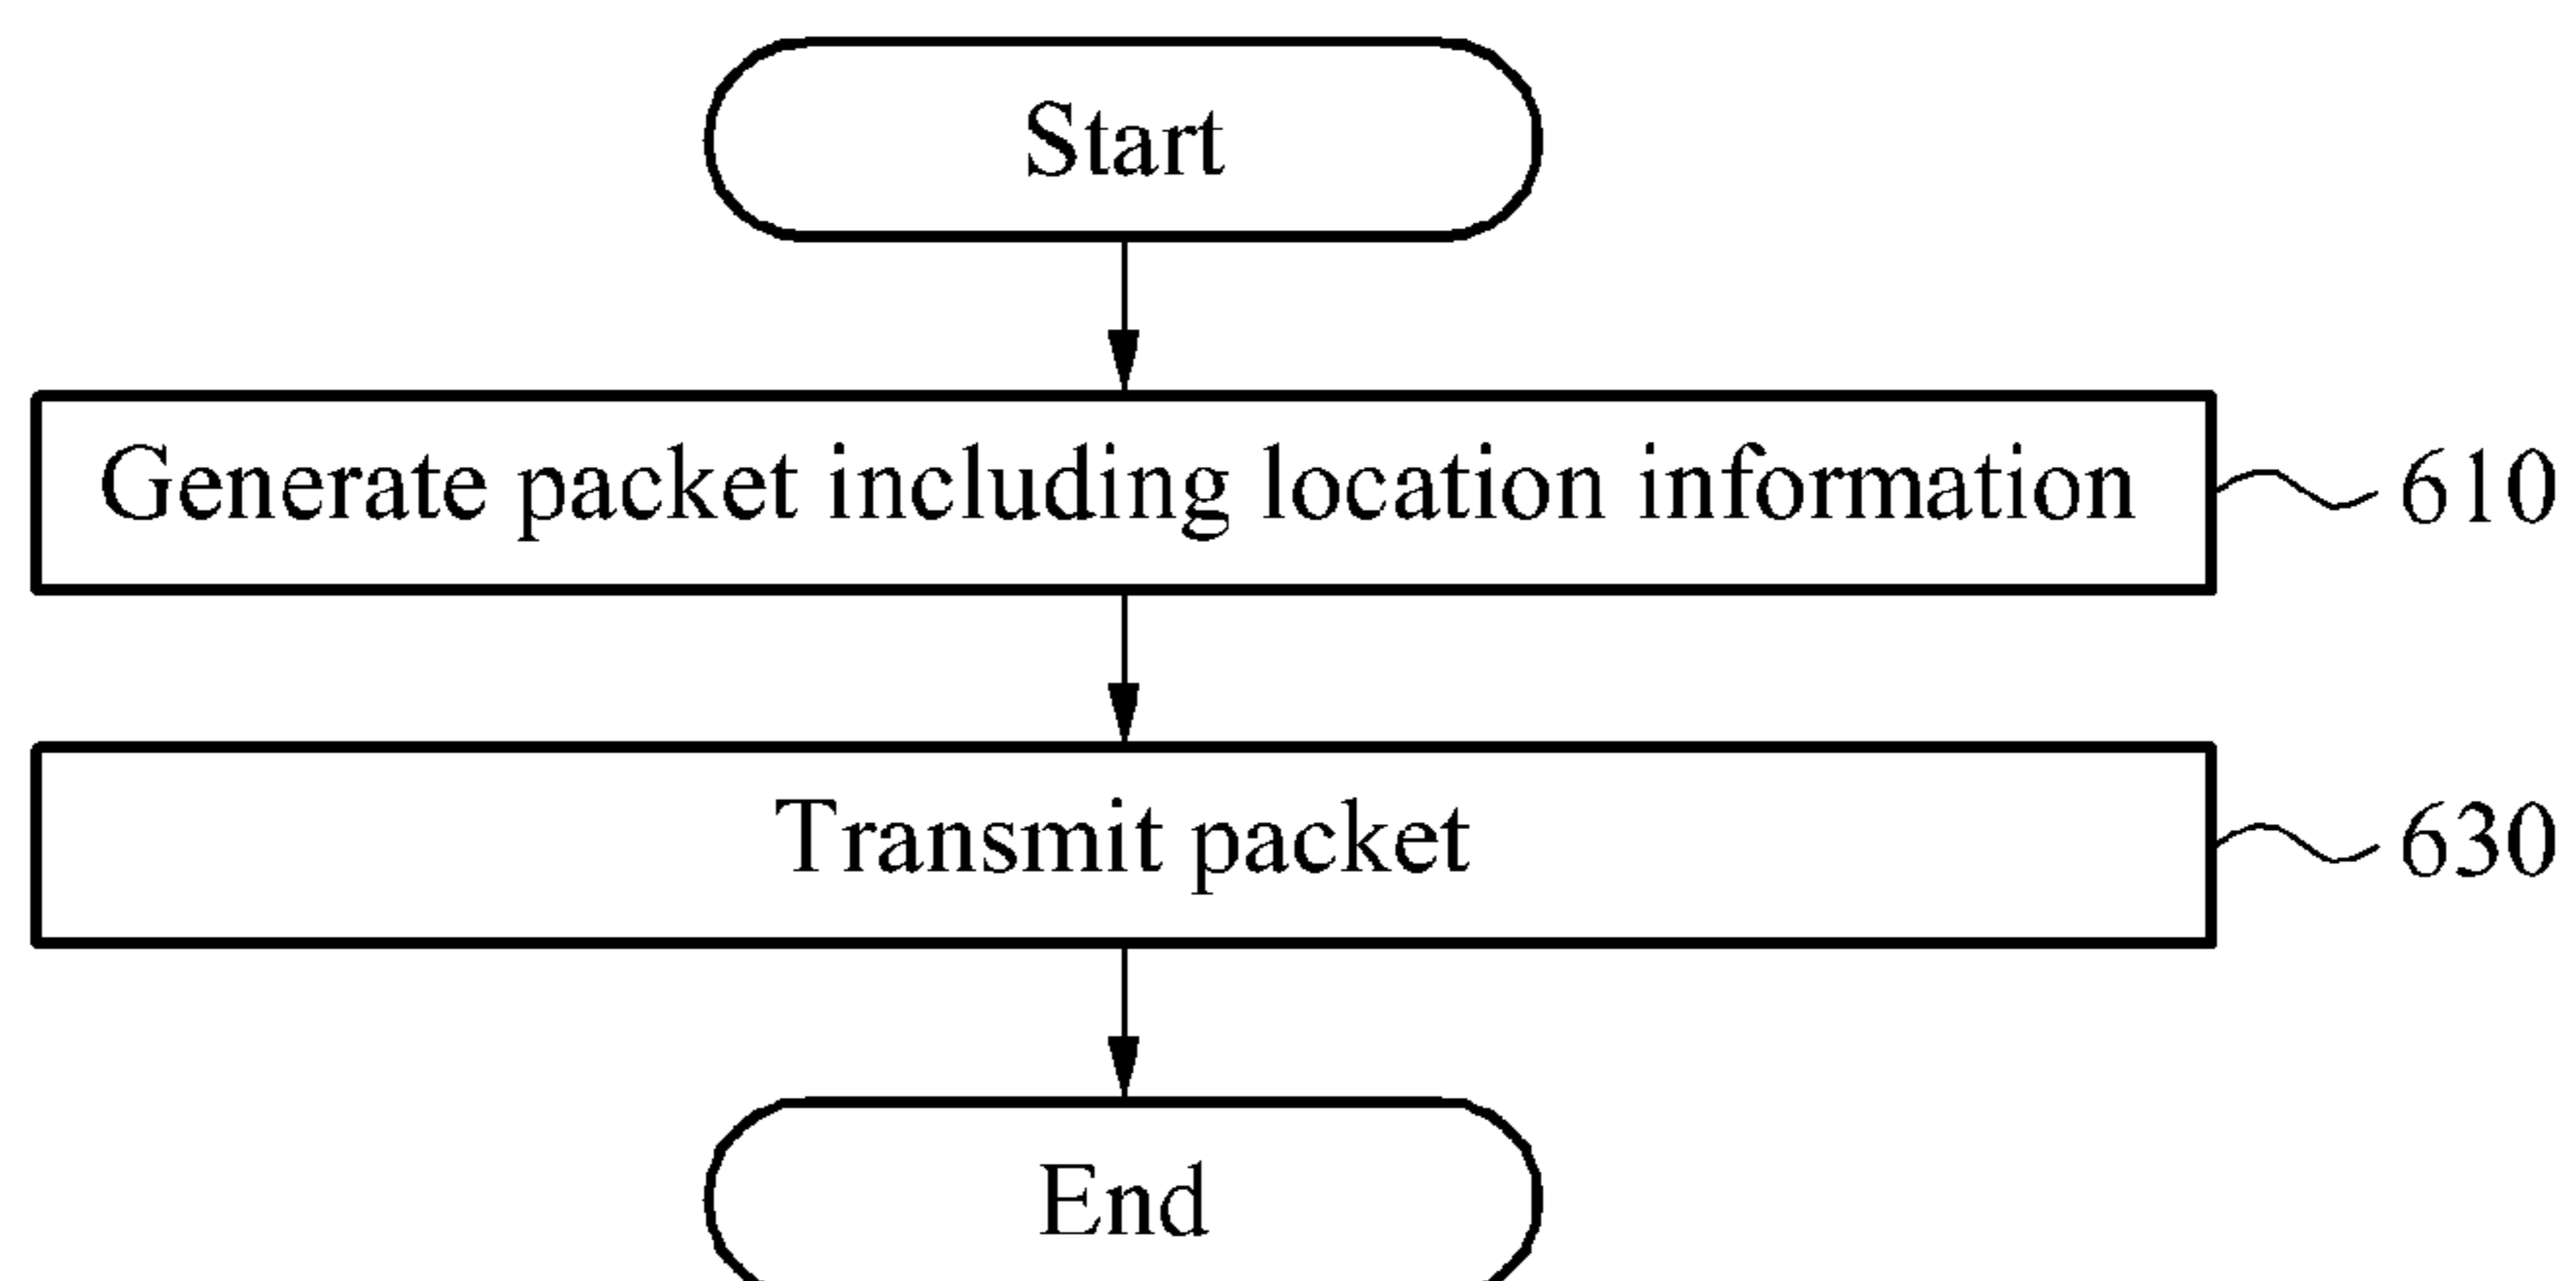 Start
Generate packet including location information
610
Transmit packet
630
End